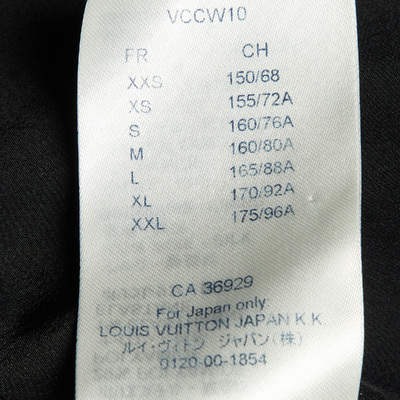 VCCW10
FR CH
XXS 150/68
XS 155/72A
S 160/76A
M 160/80A
L 165/88A
XL 170/92A
XXL 175/96A
CA 36929
For Japan only:
LOUIS VUITTON JAPAN K.K.
ルイ・ヴィトン ジャパン(株)
0120-00-1854